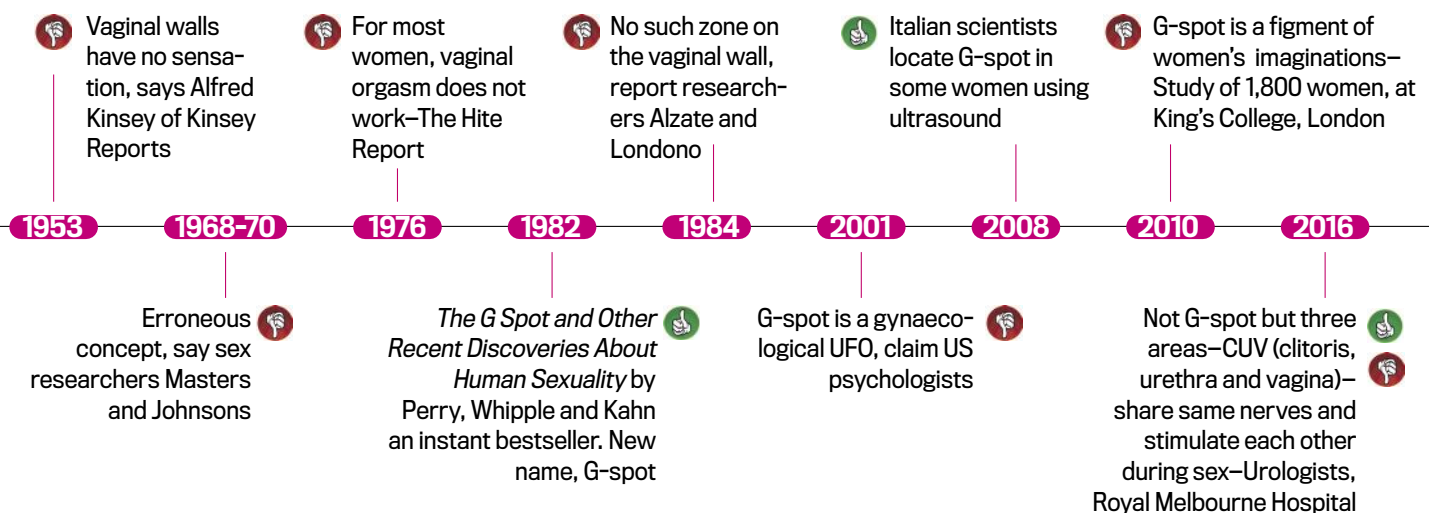 Vaginal walls
have no sensa-
tion, says Alfred
Kinsey of Kinsey
Reports
For most
women, vaginal
orgasm does not
work–The Hite
Report
No such zone on
the vaginal wall,
report research-
ers Alzate and
Londono
Italian scientists
locate G-spot in
some women using
ultrasound
G-spot is a figment of
women's imaginations–
Study of 1,800 women, at
King's College, London
1953
1968-70
1976
1982
1984
2001
2008
2010
2016
Erroneous
concept, say sex
researchers Masters
and Johnsons
The G Spot and Other
Recent Discoveries About
Human Sexuality by
Perry, Whipple and Kahn
an instant bestseller. New
name, G-spot
G-spot is a gynaeco-
logical UFO, claim US
psychologists
Not G-spot but three
areas–CUV (clitoris,
urethra and vagina)–
share same nerves and
stimulate each other
during sex–Urologists,
Royal Melbourne Hospital